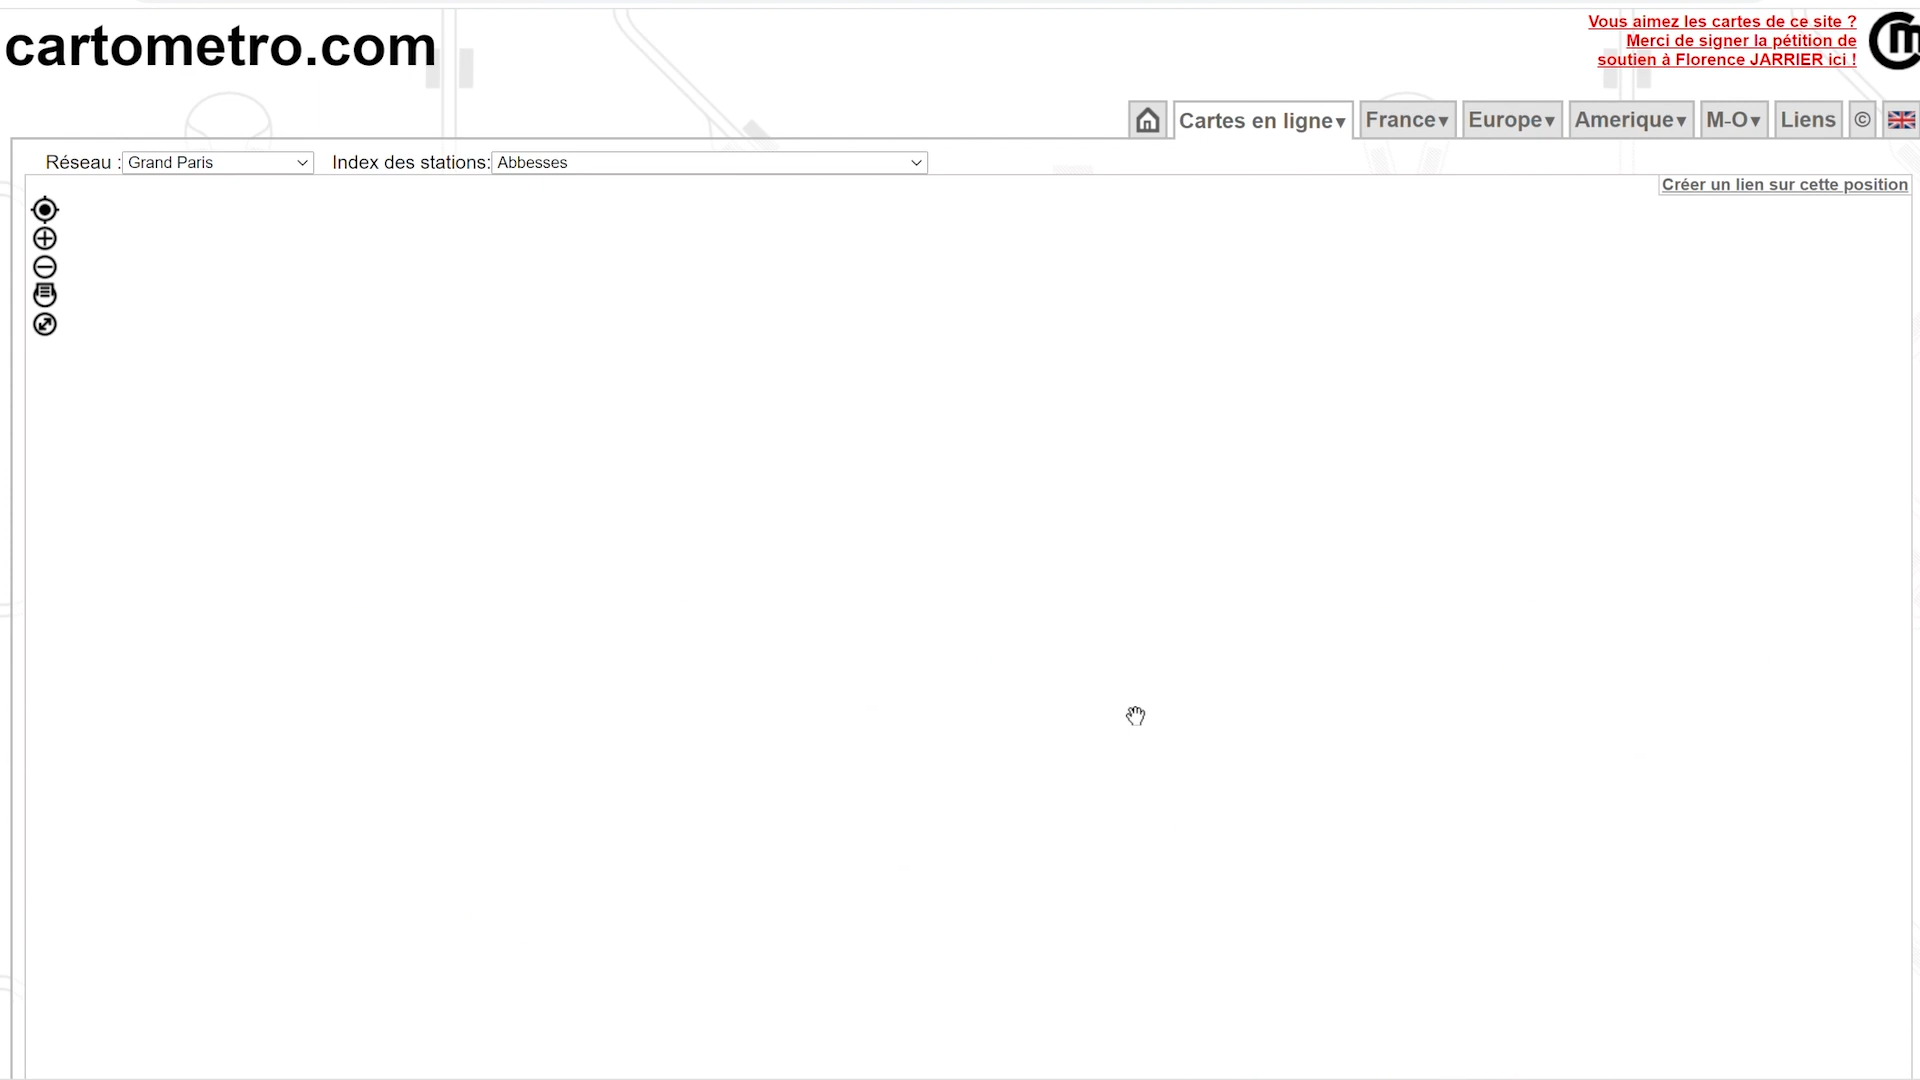 cartometro.com
Vous aimez les cartes de ce site ?
Merci de signer la pétition de
soutien à Florence JARRIER ici !
Cartes en ligne▾ France▾ Europe▾ Amerique▾ M-O▾ Liens ©
Réseau : Grand Paris Index des stations: Abbesses
Créer un lien sur cette position